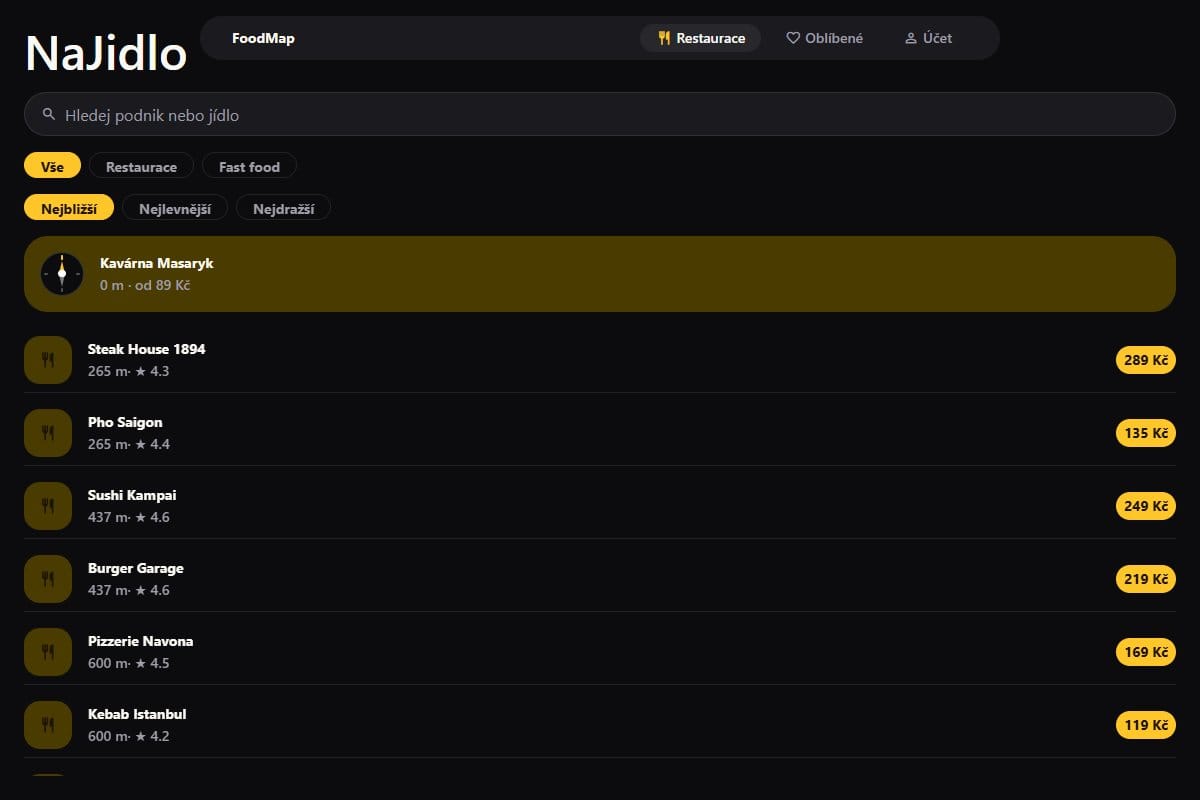 NaJidlo
FoodMap
Restaurace
Oblíbené
Účet
Hledej podnik nebo jídlo
Vše
Restaurace
Fast food
Nejbližší
Nejlevnější
Nejdražší
Kavárna Masaryk
0 m · od 89 Kč
Steak House 1894
265 m· ★ 4.3
289 Kč
Pho Saigon
265 m· ★ 4.4
135 Kč
Sushi Kampai
437 m· ★ 4.6
249 Kč
Burger Garage
437 m· ★ 4.6
219 Kč
Pizzerie Navona
600 m· ★ 4.5
169 Kč
Kebab Istanbul
600 m· ★ 4.2
119 Kč